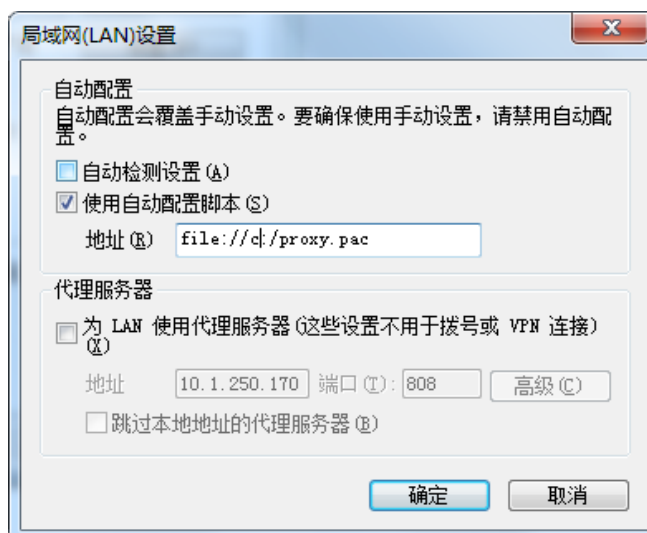 局域网(LAN)设置
自动配置
自动配置会覆盖手动设置。要确保使用手动设置，请禁用自动配
置。
自动检测设置(A)
使用自动配置脚本(S)
地址(R) file://c:/proxy.pac
代理服务器
为 LAN 使用代理服务器(这些设置不用于拨号或 VPN 连接)
(X)
地址 10.1.250.170 端口(T): 808 高级(C)
跳过本地地址的代理服务器(B)
确定 取消